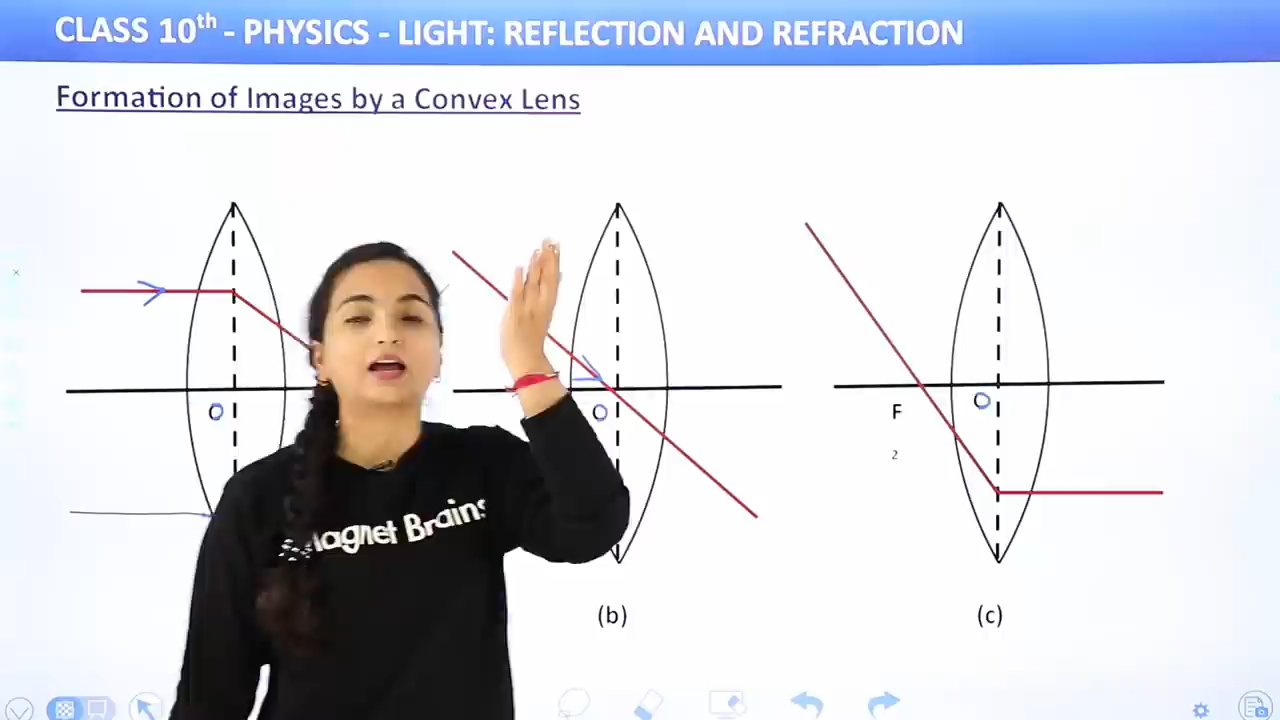 CLASS 10th - PHYSICS - LIGHT: REFLECTION AND REFRACTION
Formation of Images by a Convex Lens
O
O
F
2
O
Magnet Brains
(b)
(c)